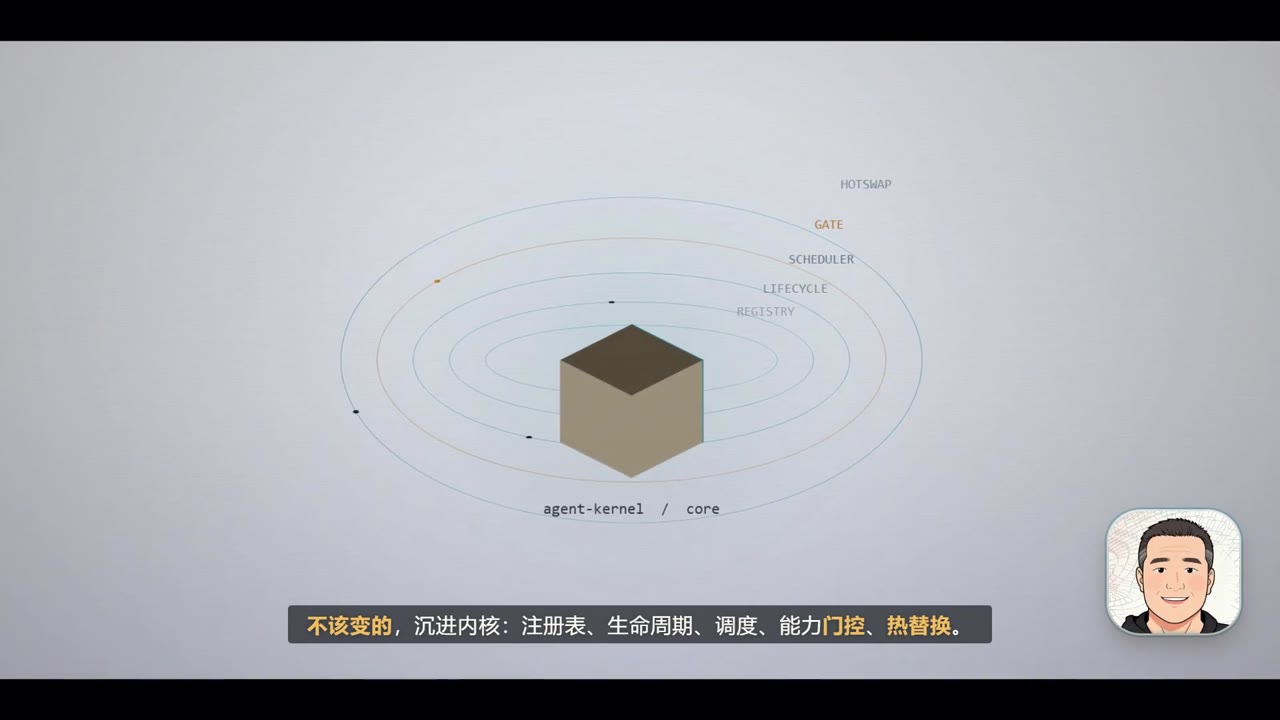 HOTSWAP
GATE
SCHEDULER
LIFECYCLE
REGISTRY
agent-kernel / core
不该变的，沉进内核：注册表、生命周期、调度、能力门控、热替换。